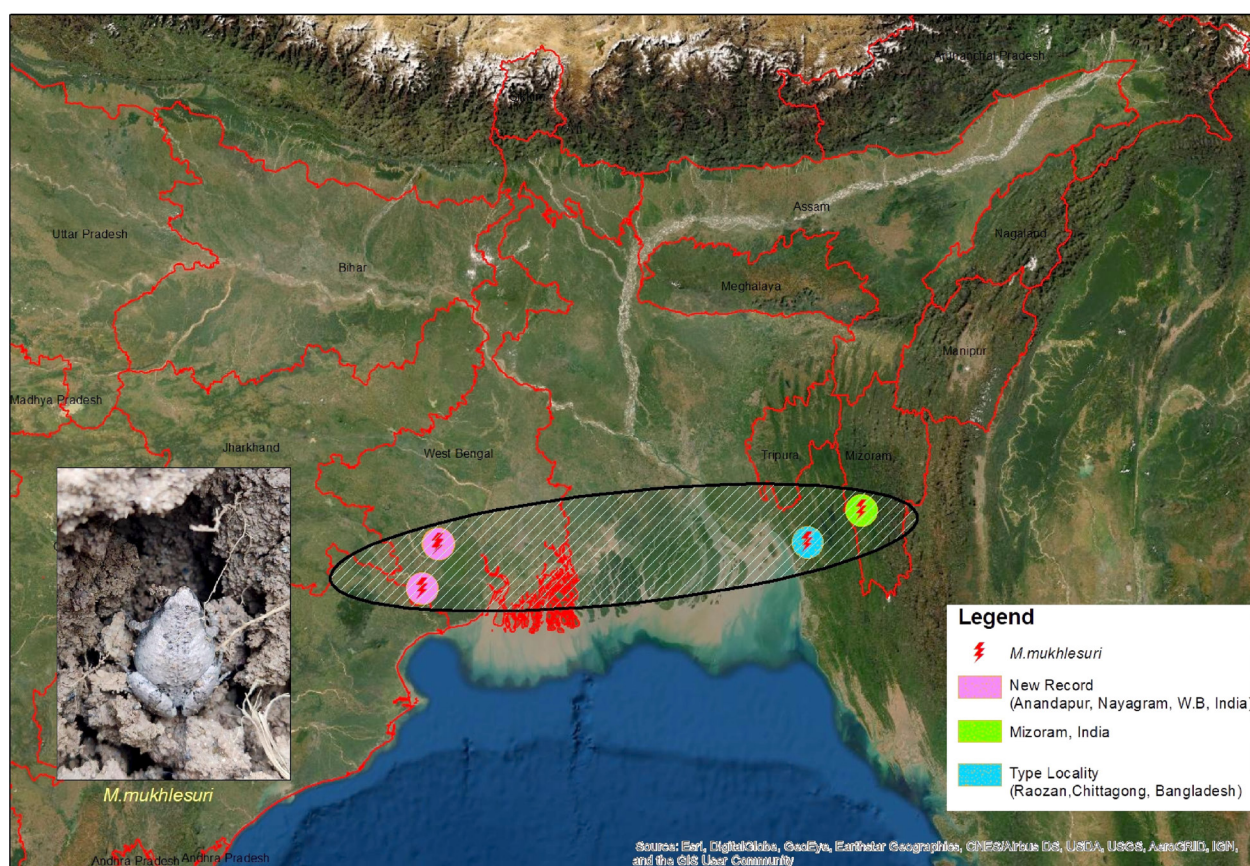 Arunachal Pradesh
Sikkim
Assam
Uttar Pradesh
Nagaland
Bihar
Meghalaya
Manipur
Madhya Pradesh
Jharkhand
West Bengal
Tripura
Mizoram
Legend
M.mukhlesuri
New Record
(Anandapur, Nayagram, W.B, India)
Mizoram, India
Type Locality
(Raozan,Chittagong, Bangladesh)
M.mukhlesuri
Andhra Pradesh Andhra Pradesh
Source: Esri, DigitalGlobe, GeoEye, Earthstar Geographics, CNES/Airbus DS, USDA, USGS, AeroGRID, IGN,
and the GIS User Community